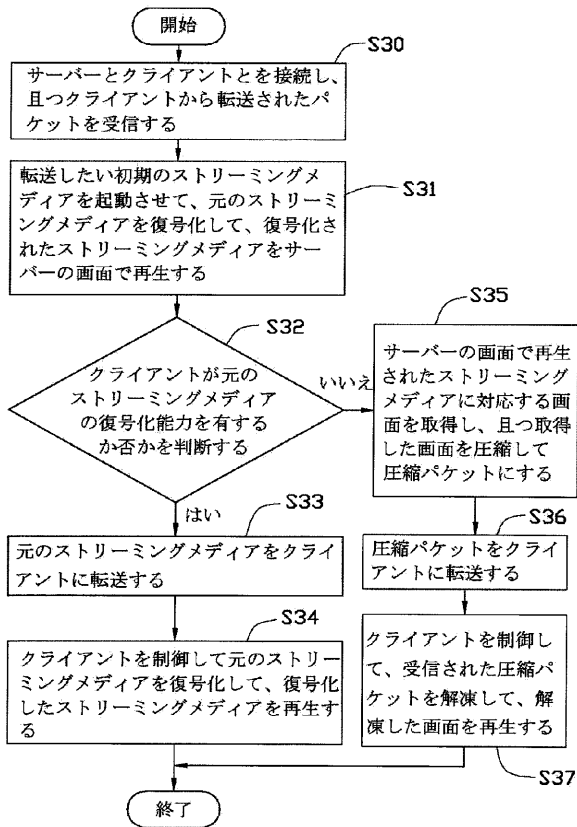 開始
S30
サーバーとクライアントとを接続し、
且つクライアントから転送されたパ
ケットを受信する
S31
転送したい初期のストリーミングメ
ディアを起動させて、元のストリーミ
ングメディアを復号化して、復号化さ
れたストリーミングメディアをサー
バーの画面で再生する
S32
クライアントが元の
ストリーミングメディア
の復号化能力を有する
か否かを判断する
いいえ
はい
S33
元のストリーミングメディアをクライ
アントに転送する
S34
クライアントを制御して元のストリ
ーミングメディアを復号化して、復号化
したストリーミングメディアを再生す
る
S35
サーバーの画面で再生
されたストリーミング
メディアに対応する画
面を取得し、且つ取得
した画面を圧縮して
圧縮パケットにする
S36
圧縮パケットをクライ
アントに転送する
クライアントを制御し
て、受信された圧縮パ
ケットを解凍して、解
凍した画面を再生する
S37
終了